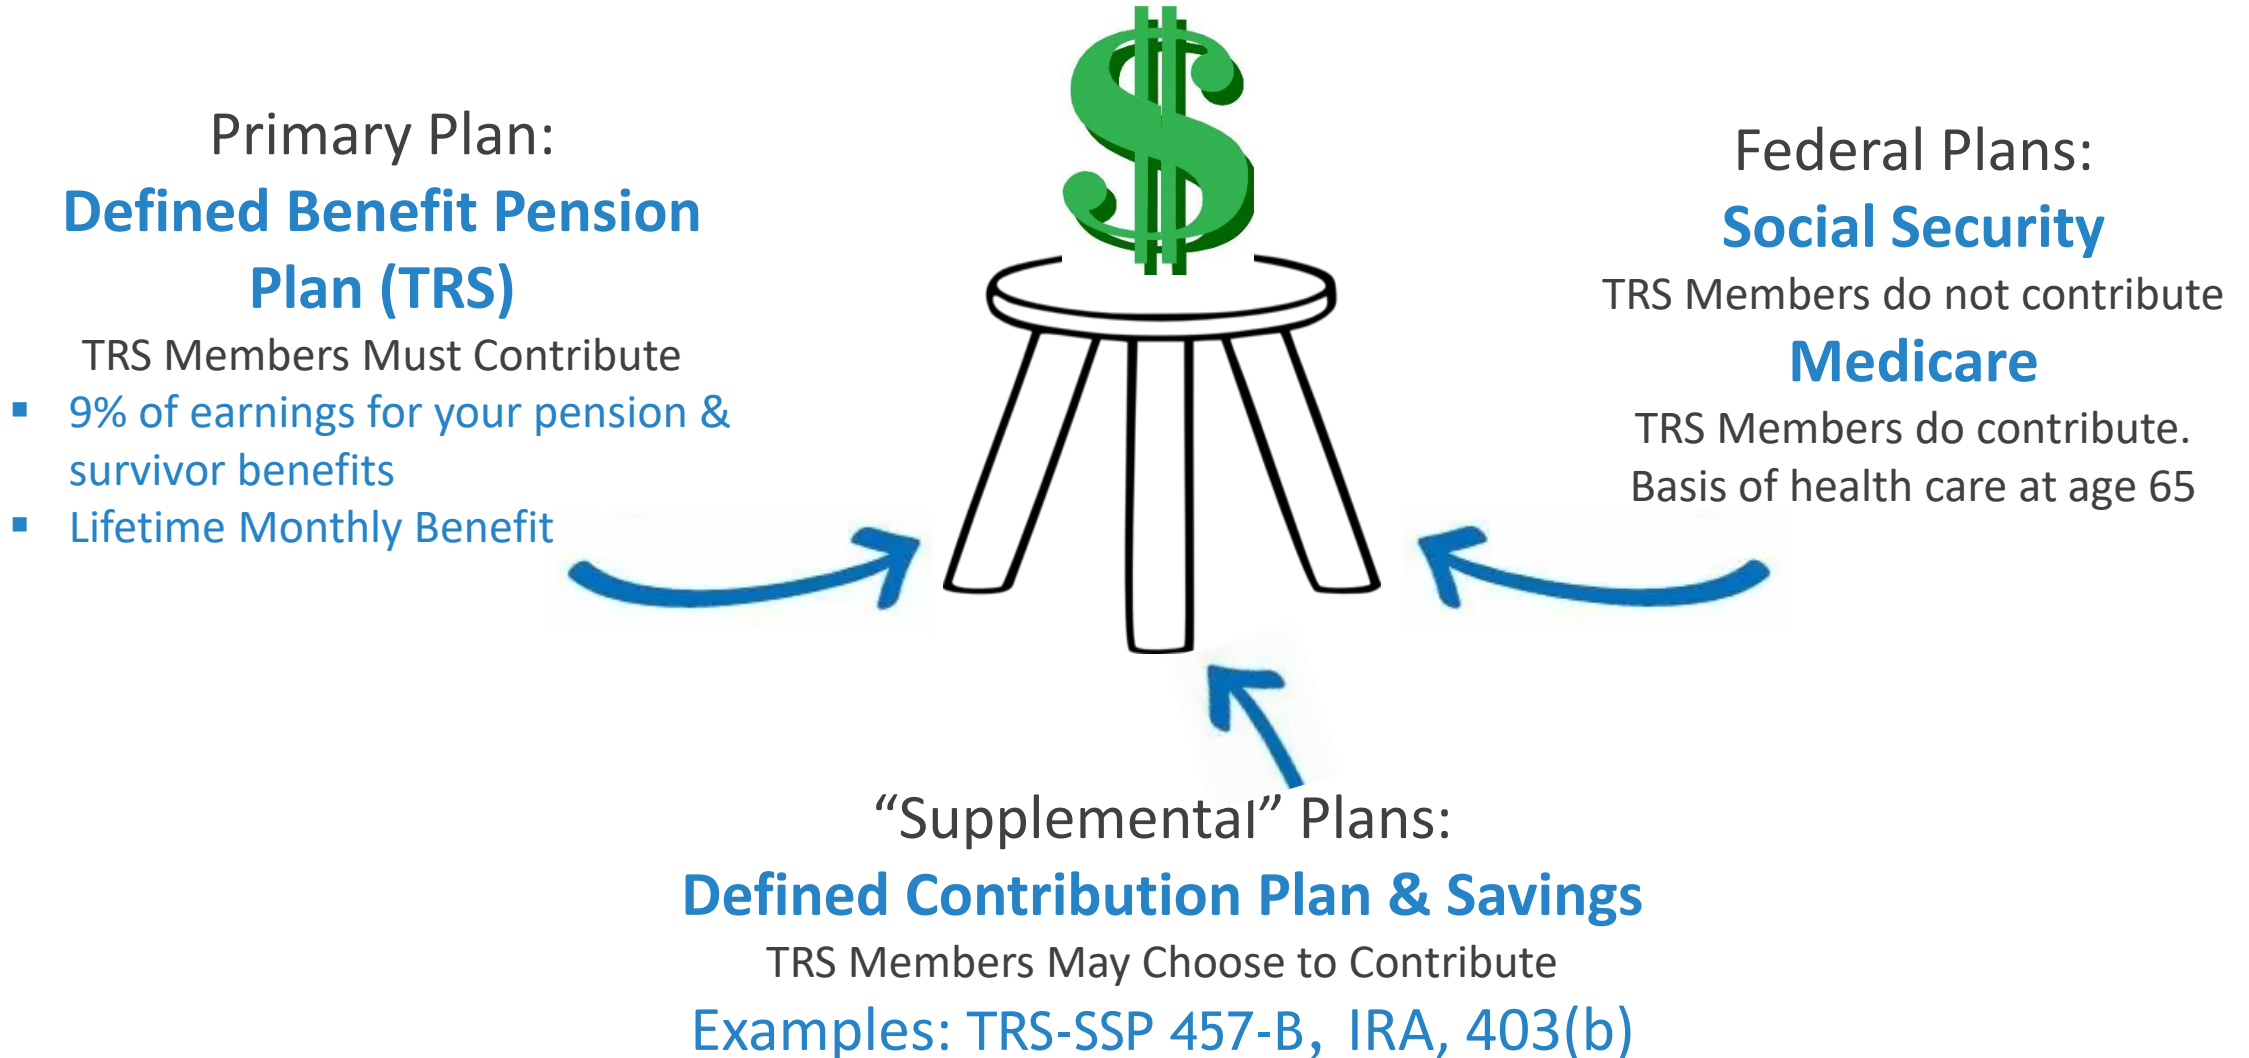 Primary Plan:
Defined Benefit Pension
Plan (TRS)
TRS Members Must Contribute
▪ 9% of earnings for your pension &
survivor benefits
▪ Lifetime Monthly Benefit
$
Federal Plans:
Social Security
TRS Members do not contribute
Medicare
TRS Members do contribute.
Basis of health care at age 65
“Supplemental” Plans:
Defined Contribution Plan & Savings
TRS Members May Choose to Contribute
Examples: TRS-SSP 457-B, IRA, 403(b)